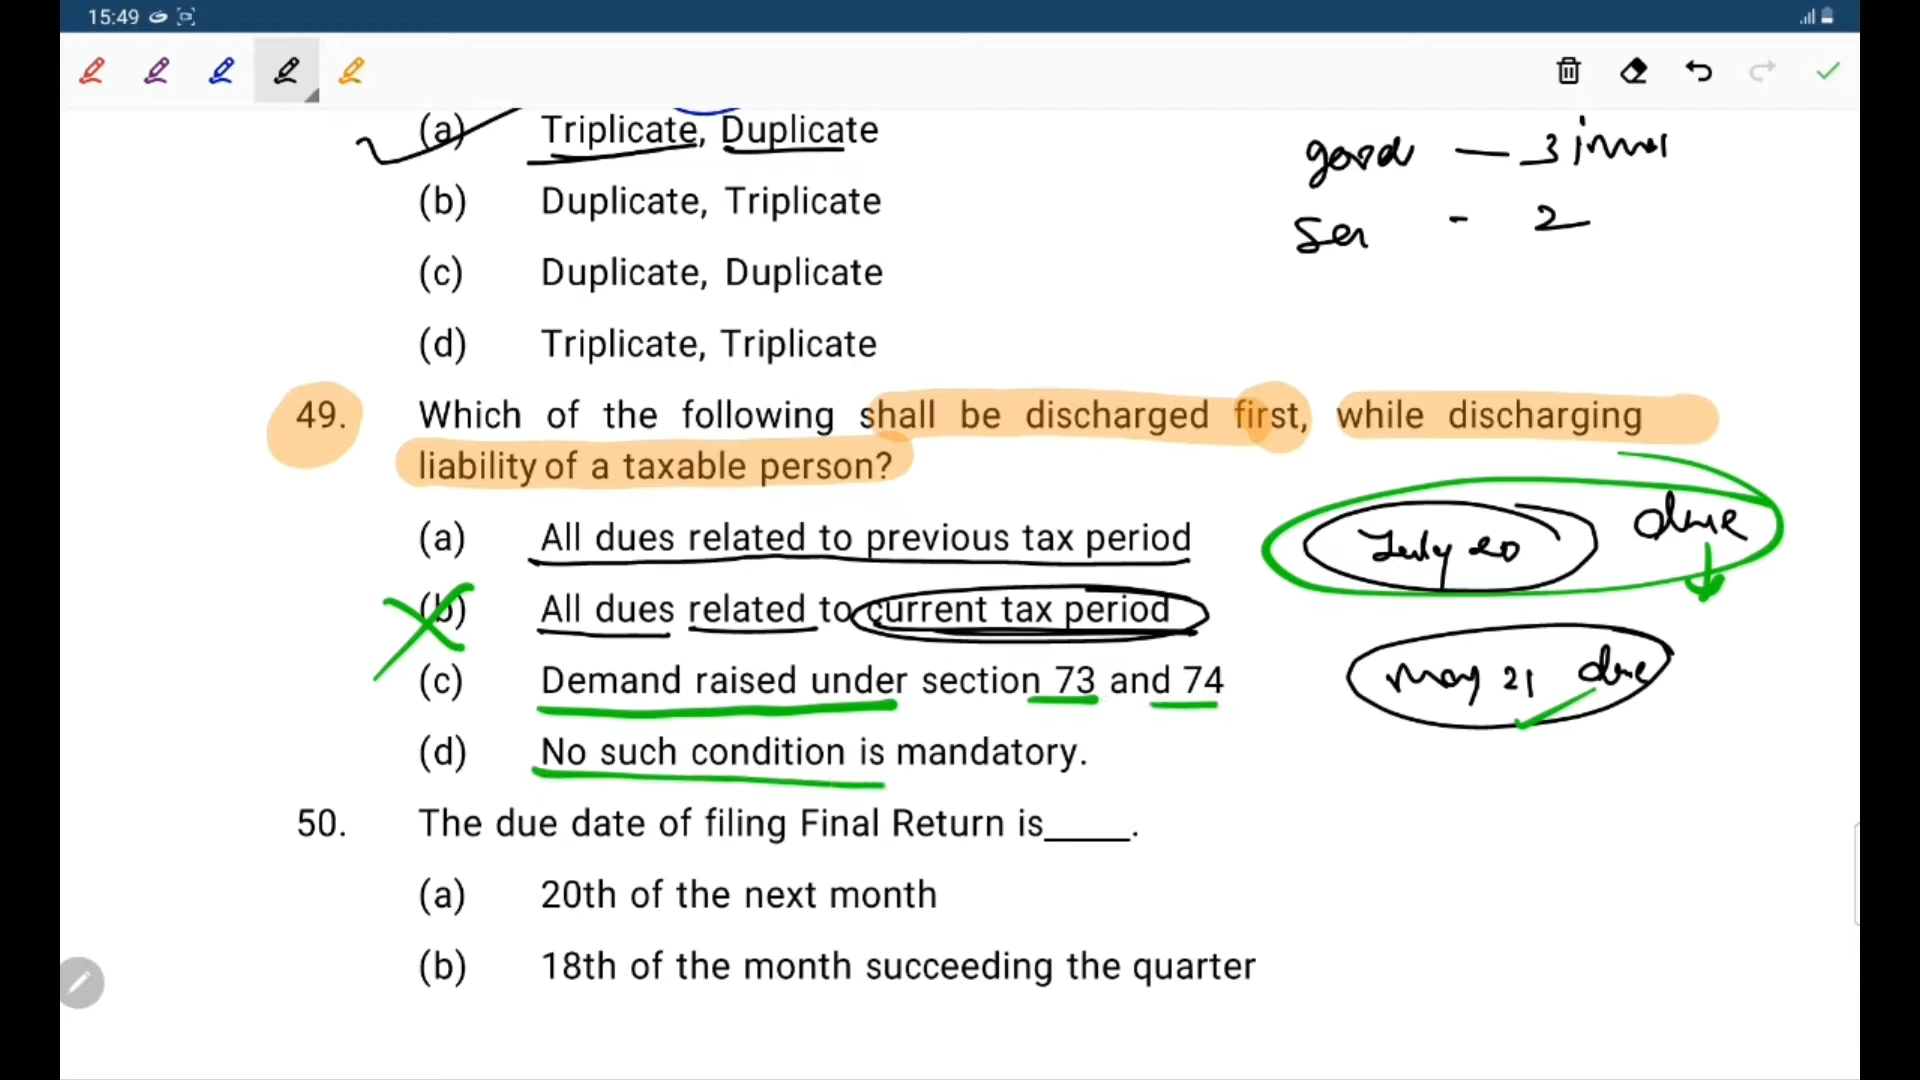 15:49
(a) Triplicate, Duplicate
good — 3 inno
(b) Duplicate, Triplicate
Ser - 2
(c) Duplicate, Duplicate
(d) Triplicate, Triplicate
49. Which of the following shall be discharged first, while discharging
liability of a taxable person?
(a) All dues related to previous tax period
July 20 due
(b) All dues related to current tax period
(c) Demand raised under section 73 and 74
May 21 due
(d) No such condition is mandatory.
50. The due date of filing Final Return is_____.
(a) 20th of the next month
(b) 18th of the month succeeding the quarter